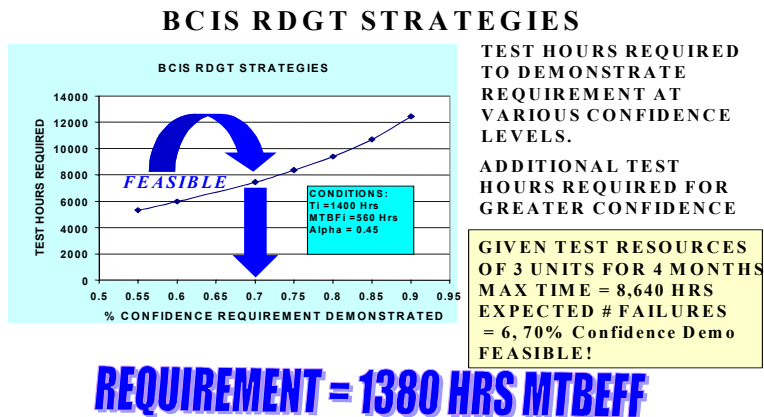 BCIS RDGT STRATEGIES
BCIS RDGT STRATEGIES
TEST HOURS REQUIRED
14000
12000
10000
8000
6000
4000
2000
0
0.5 0.55 0.6 0.65 0.7 0.75 0.8 0.85 0.9 0.95
% CONFIDENCE REQUIREMENT DEMONSTRATED
FEASIBLE
CONDITIONS:
Ti =1400 Hrs
MTBFi =560 Hrs
Alpha = 0.45
TEST HOURS REQUIRED
TO DEMONSTRATE
REQUIREMENT AT
VARIOUS CONFIDENCE
LEVELS.
ADDITIONAL TEST
HOURS REQUIRED FOR
GREATER CONFIDENCE
GIVEN TEST RESOURCES
OF 3 UNITS FOR 4 MONTHS
MAX TIME = 8,640 HRS
EXPECTED # FAILURES
= 6, 70% Confidence Demo
FEASIBLE!
REQUIREMENT = 1380 HRS MTBEFF